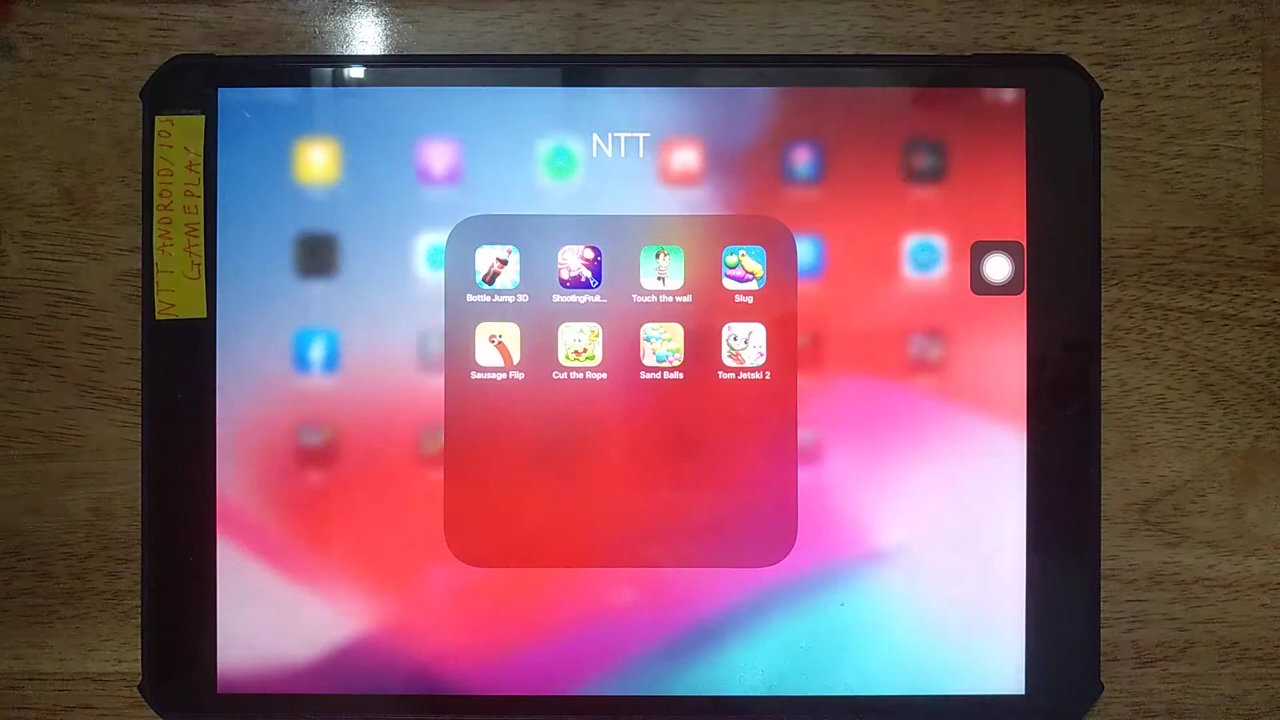 NTT ANDROID/IOS
GAMEPLAY
NTT
Bottle Jump 3D
ShootingFruit...
Touch the wall
Slug
Sausage Flip
Cut the Rope
Sand Balls
Tom Jetski 2